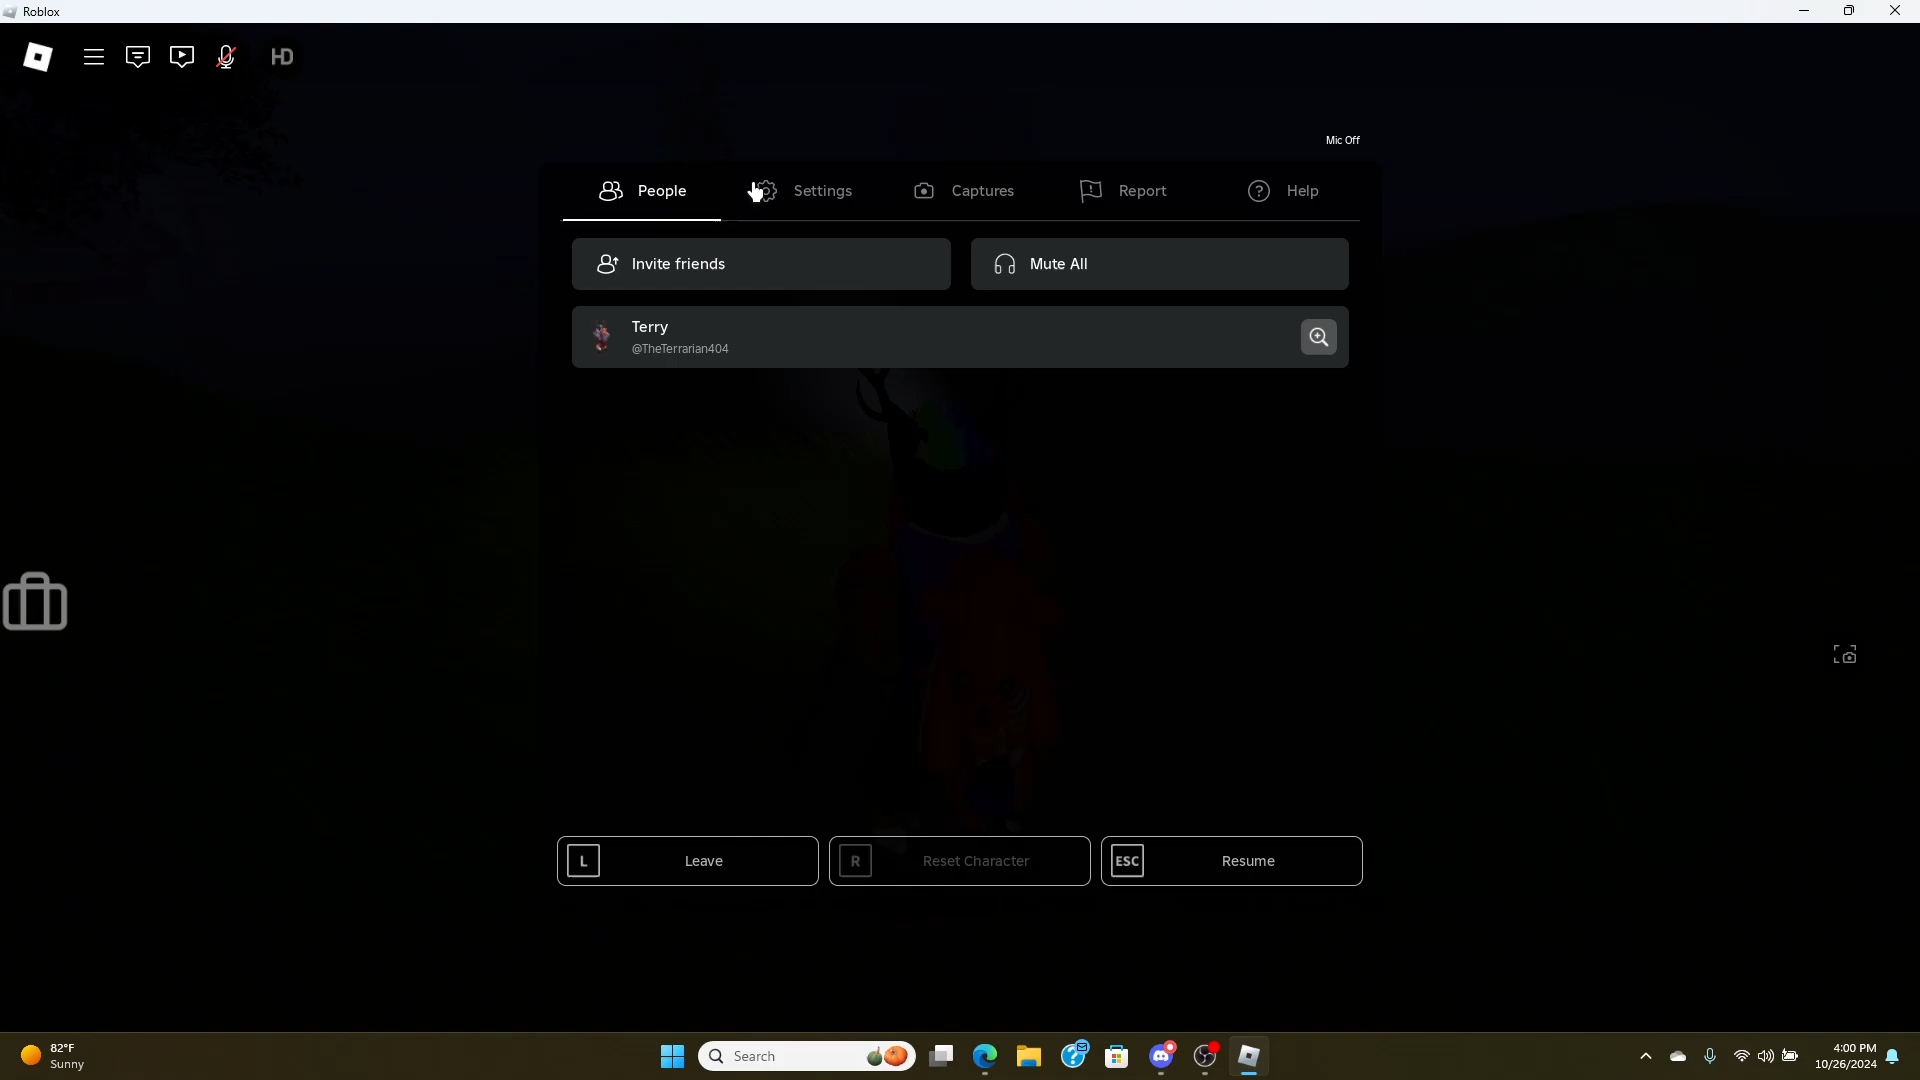 Roblox
HD
Mic Off
People
Settings
Captures
Report
Help
Invite friends
Mute All
Terry
@TheTerrarian404
L Leave
R Reset Character
ESC Resume
82°F
Sunny
Search
4:00 PM
10/26/2024